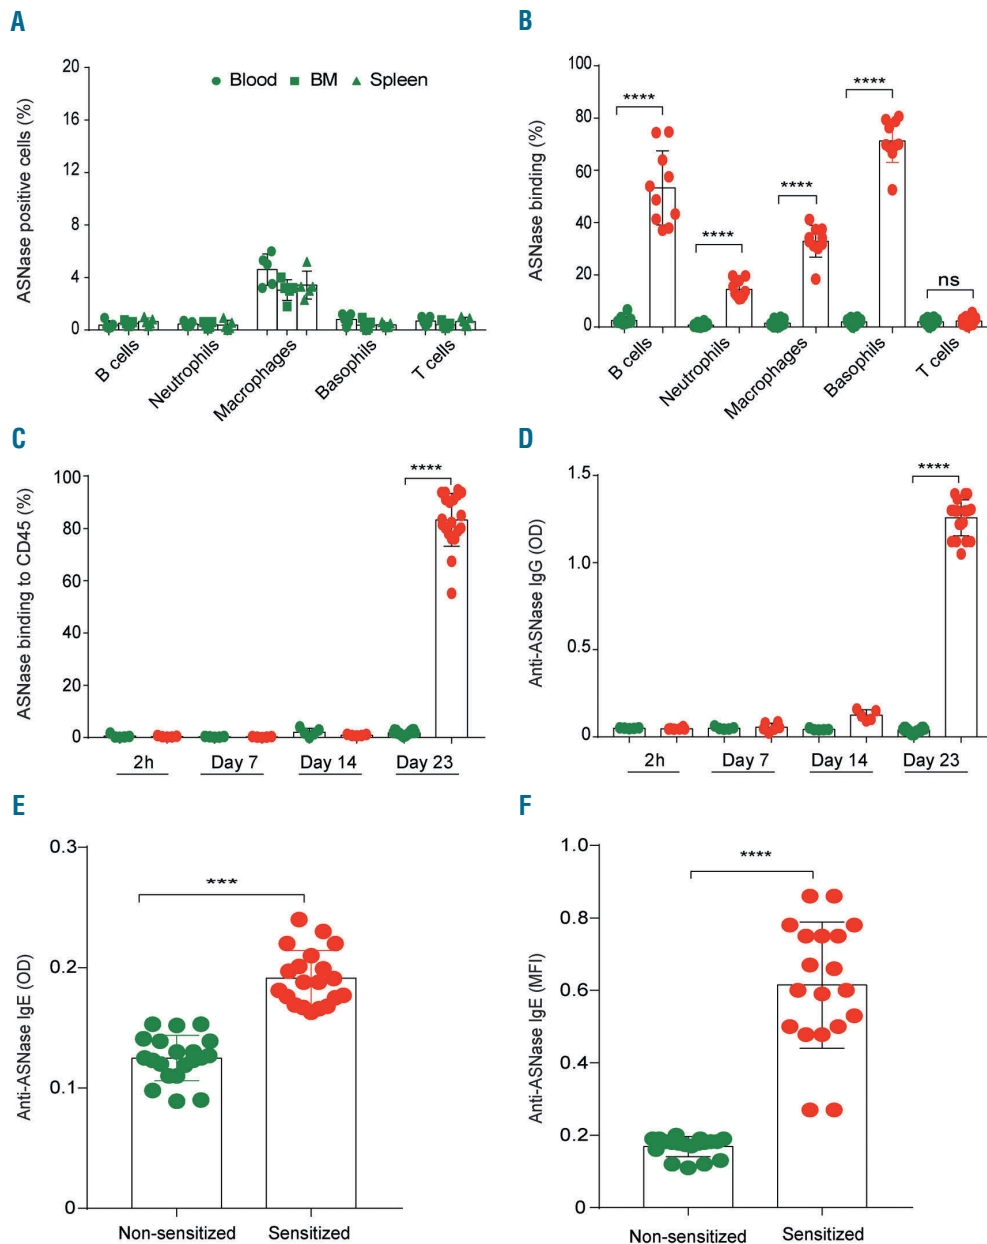 A
ASNase positive cells (%)
20
16
12
8
4
0
Blood BM Spleen
B cells
Neutrophils
Macrophages
Basophils
T cells
B
ASNase binding (%)
100
80
60
40
20
0
****
****
****
****
ns
B cells
Neutrophils
Macrophages
Basophils
T cells
C
ASNase binding to CD45 (%)
100
80
60
40
20
0
****
2h Day 7 Day 14 Day 23
D
Anti-ASNase IgG (OD)
1.5
1.0
0.5
0
****
2h Day 7 Day 14 Day 23
E
Anti-ASNase IgE (OD)
0.3
0.2
0.1
0
***
Non-sensitized Sensitized
F
Anti-ASNase IgE (MFI)
1.0
0.8
0.6
0.4
0.2
0
****
Non-sensitized Sensitized